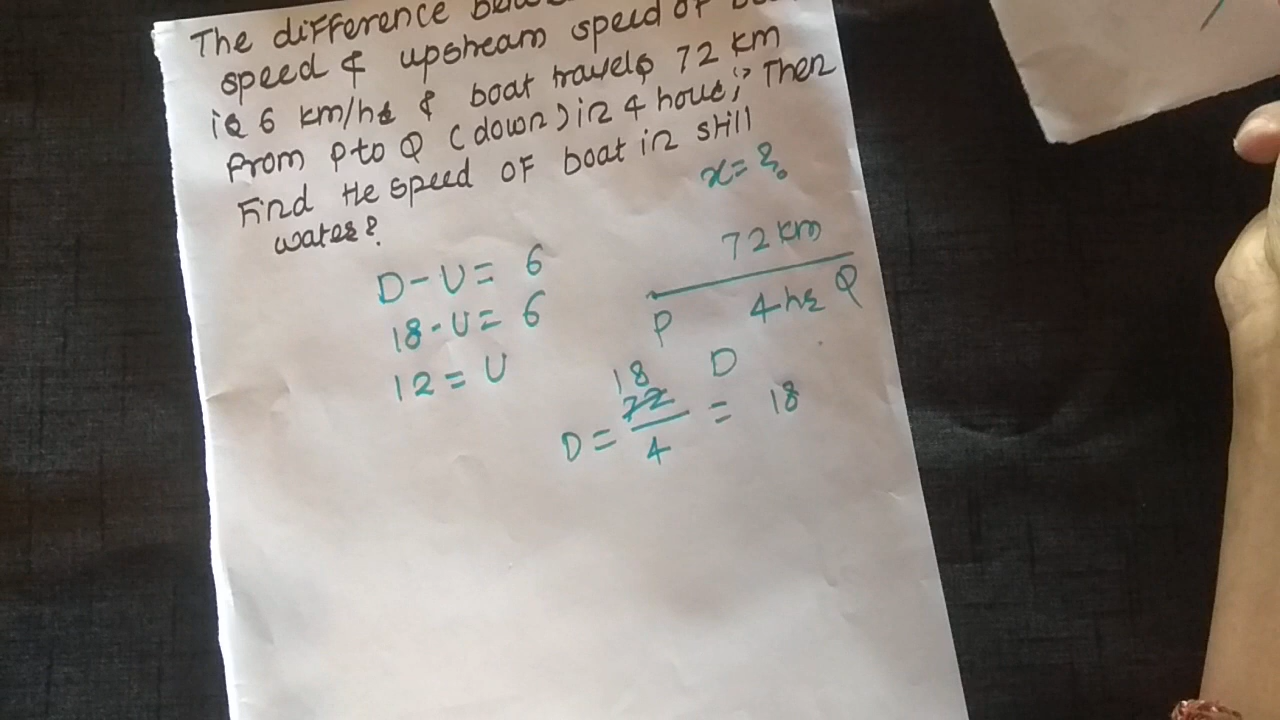 The difference
speed & upstream speed of
is 6 km/hr & boat travels 72 km
from P to Q (down) in 4 hour; Then
Find the speed of boat in still
water?
x = ?
D - U = 6
18 - U = 6
12 = U
72 km
P 4 hr Q
D
18
D = 72/4 = 18